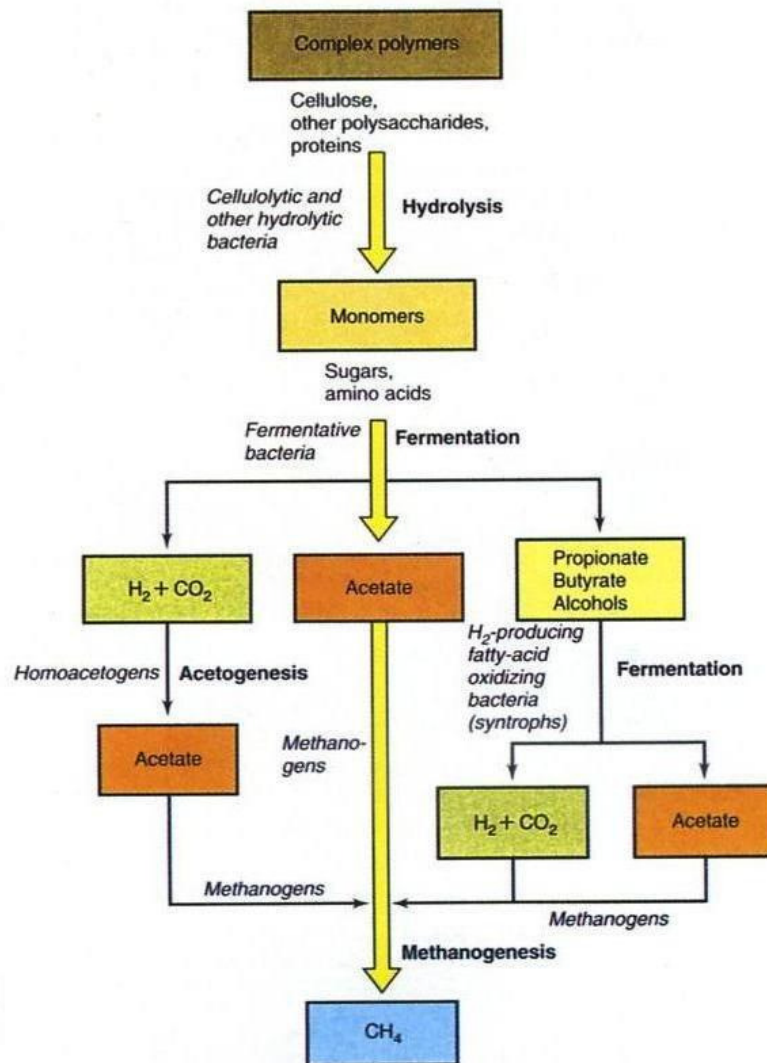 Complex polymers
Cellulose,
other polysaccharides,
proteins
Cellulolytic and
other hydrolytic
bacteria
Hydrolysis
Monomers
Sugars,
amino acids
Fermentative
bacteria
Fermentation
H₂ + CO₂
Acetate
Propionate
Butyrate
Alcohols
Homoacetogens
Acetogenesis
H₂-producing
fatty-acid
oxidizing
bacteria
(syntrophs)
Fermentation
Acetate
Methano-
gens
H₂ + CO₂
Acetate
Methanogens
Methanogens
Methanogenesis
CH₄